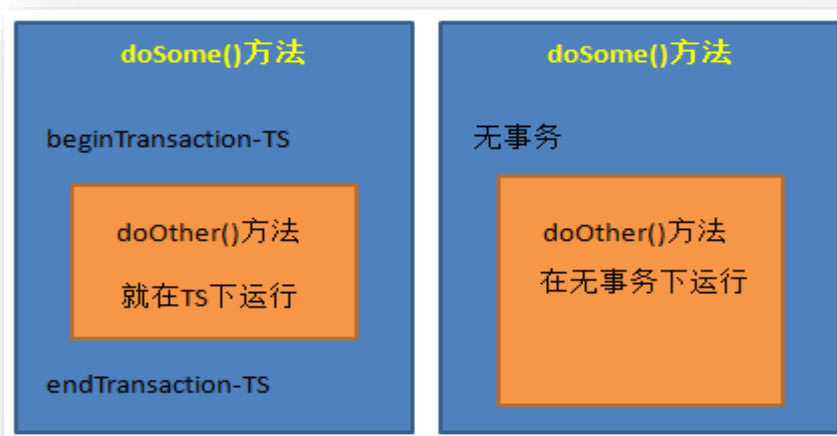 doSome()方法
beginTransaction-TS
doOther()方法
就在TS下运行
endTransaction-TS
doSome()方法
无事务
doOther()方法
在无事务下运行